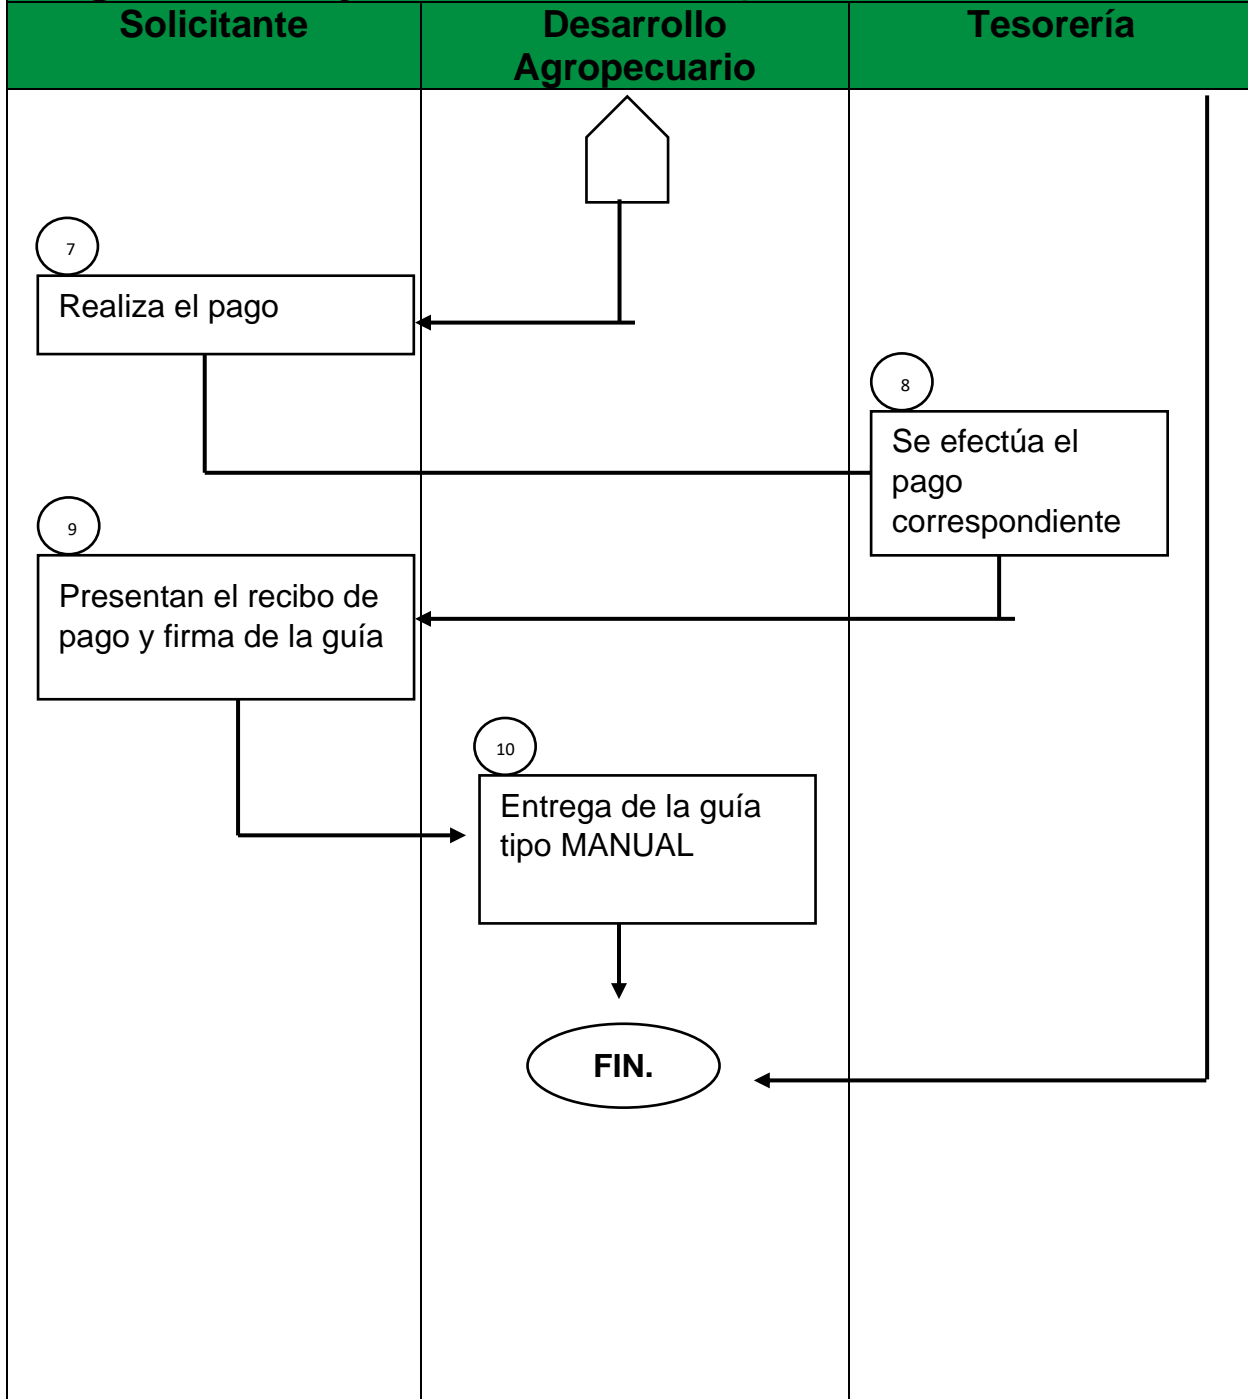 Solicitante
Desarrollo
Agropecuario
Tesorería
7
Realiza el pago
8
Se efectúa el
pago
correspondiente
9
Presentan el recibo de
pago y firma de la guía
10
Entrega de la guía
tipo MANUAL
FIN.